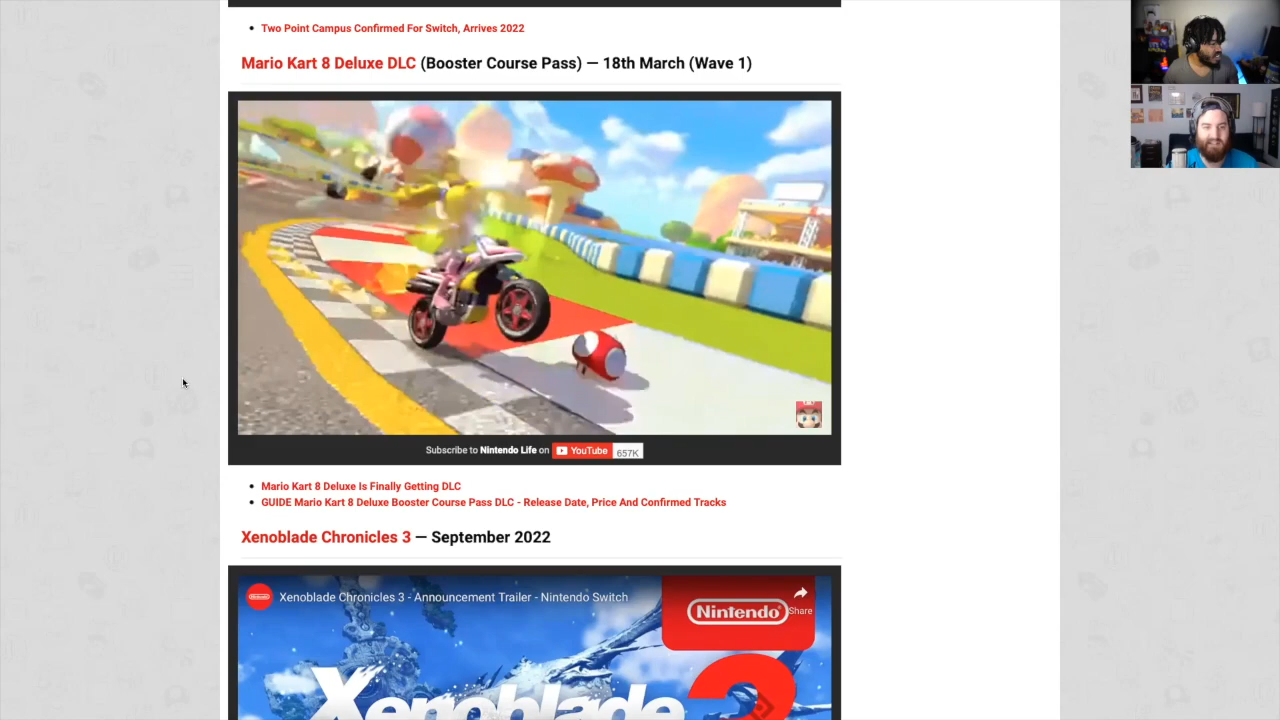 Two Point Campus Confirmed For Switch, Arrives 2022
Mario Kart 8 Deluxe DLC (Booster Course Pass) — 18th March (Wave 1)
Subscribe to Nintendo Life on YouTube 657K
Mario Kart 8 Deluxe Is Finally Getting DLC
GUIDE Mario Kart 8 Deluxe Booster Course Pass DLC - Release Date, Price And Confirmed Tracks
Xenoblade Chronicles 3 — September 2022
Nintendo
Xenoblade Chronicles 3 - Announcement Trailer - Nintendo Switch
Nintendo
Share
Xenoblade 3